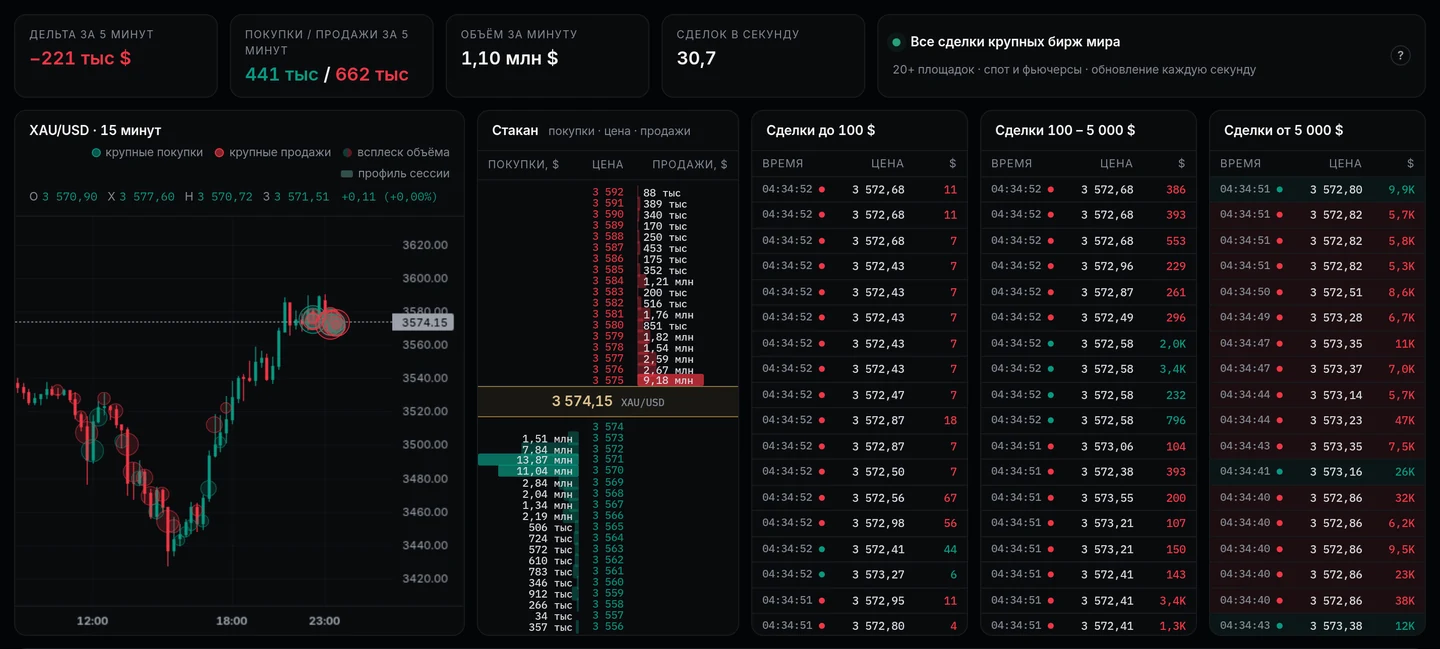 ДЕЛЬТА ЗА 5 МИНУТ
−221 тыс $
ПОКУПКИ / ПРОДАЖИ ЗА 5
МИНУТ
441 тыс / 662 тыс
ОБЪЁМ ЗА МИНУТУ
1,10 млн $
СДЕЛОК В СЕКУНДУ
30,7
Все сделки крупных бирж мира
20+ площадок · спот и фьючерсы · обновление каждую секунду
?
XAU/USD · 15 минут
крупные покупки крупные продажи всплеск объёма
профиль сессии
О 3 570,90 Х 3 577,60 Н 3 570,72 З 3 571,51 +0,11 (+0,00%)
3620.00
3600.00
3580.00
3574.15
3560.00
3540.00
3520.00
3500.00
3480.00
3460.00
3440.00
3420.00
12:00 18:00 23:00
Стакан покупки · цена · продажи
ПОКУПКИ, $ ЦЕНА ПРОДАЖИ, $
3 592 88 тыс
3 591 389 тыс
3 590 340 тыс
3 589 170 тыс
3 588 250 тыс
3 587 453 тыс
3 586 175 тыс
3 585 352 тыс
3 584 1,21 млн
3 583 200 тыс
3 582 516 тыс
3 581 1,76 млн
3 580 851 тыс
3 579 1,82 млн
3 578 1,54 млн
3 577 2,59 млн
3 576 2,67 млн
3 575 9,18 млн
3 574,15 XAU/USD
3 574
1,51 млн 3 573
7,84 млн 3 572
13,87 млн 3 571
11,04 млн 3 570
2,84 млн 3 569
2,04 млн 3 568
1,34 млн 3 567
2,19 млн 3 566
506 тыс 3 565
724 тыс 3 564
572 тыс 3 563
610 тыс 3 562
783 тыс 3 561
346 тыс 3 560
912 тыс 3 559
266 тыс 3 558
34 тыс 3 557
357 тыс 3 556
Сделки до 100 $
ВРЕМЯ ЦЕНА $
04:34:52 3 572,68 11
04:34:52 3 572,68 11
04:34:52 3 572,68 7
04:34:52 3 572,43 7
04:34:52 3 572,43 7
04:34:52 3 572,43 7
04:34:52 3 572,43 7
04:34:52 3 572,43 7
04:34:52 3 572,47 7
04:34:52 3 572,87 18
04:34:52 3 572,87 7
04:34:52 3 572,50 7
04:34:52 3 572,56 67
04:34:52 3 572,98 56
04:34:52 3 572,41 44
04:34:52 3 573,27 6
04:34:51 3 572,95 11
04:34:51 3 572,80 4
Сделки 100 – 5 000 $
ВРЕМЯ ЦЕНА $
04:34:52 3 572,68 386
04:34:52 3 572,68 393
04:34:52 3 572,68 553
04:34:52 3 572,96 229
04:34:52 3 572,87 261
04:34:52 3 572,49 296
04:34:52 3 572,58 2,0K
04:34:52 3 572,58 3,4K
04:34:52 3 572,58 232
04:34:52 3 572,58 796
04:34:51 3 573,06 104
04:34:51 3 572,38 393
04:34:51 3 573,55 200
04:34:51 3 573,21 107
04:34:51 3 573,21 150
04:34:51 3 572,41 143
04:34:51 3 572,41 3,4K
04:34:51 3 572,41 1,3K
Сделки от 5 000 $
ВРЕМЯ ЦЕНА $
04:34:51 3 572,80 9,9K
04:34:51 3 572,82 5,7K
04:34:51 3 572,82 5,8K
04:34:51 3 572,82 5,3K
04:34:50 3 572,51 8,6K
04:34:49 3 573,28 6,7K
04:34:47 3 573,35 11K
04:34:47 3 573,37 7,0K
04:34:44 3 573,14 5,7K
04:34:44 3 573,23 47K
04:34:43 3 573,35 7,5K
04:34:41 3 573,16 26K
04:34:40 3 572,86 32K
04:34:40 3 572,86 6,2K
04:34:40 3 572,86 9,5K
04:34:40 3 572,86 23K
04:34:40 3 572,86 38K
04:34:43 3 573,38 12K